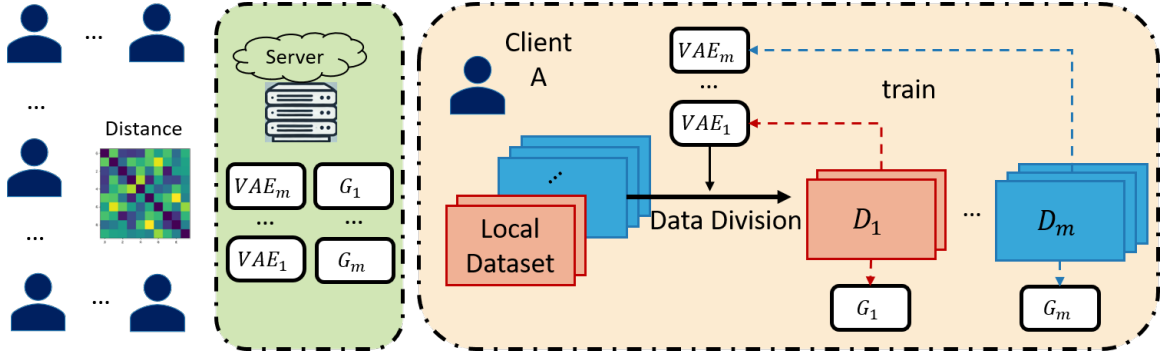 ...
...
...
Distance
...
...
Server
VAE_m
G_1
...
...
VAE_1
G_m
Client
A
VAE_m
...
VAE_1
train
...
Local
Dataset
Data Division
D_1
...
D_m
G_1
G_m